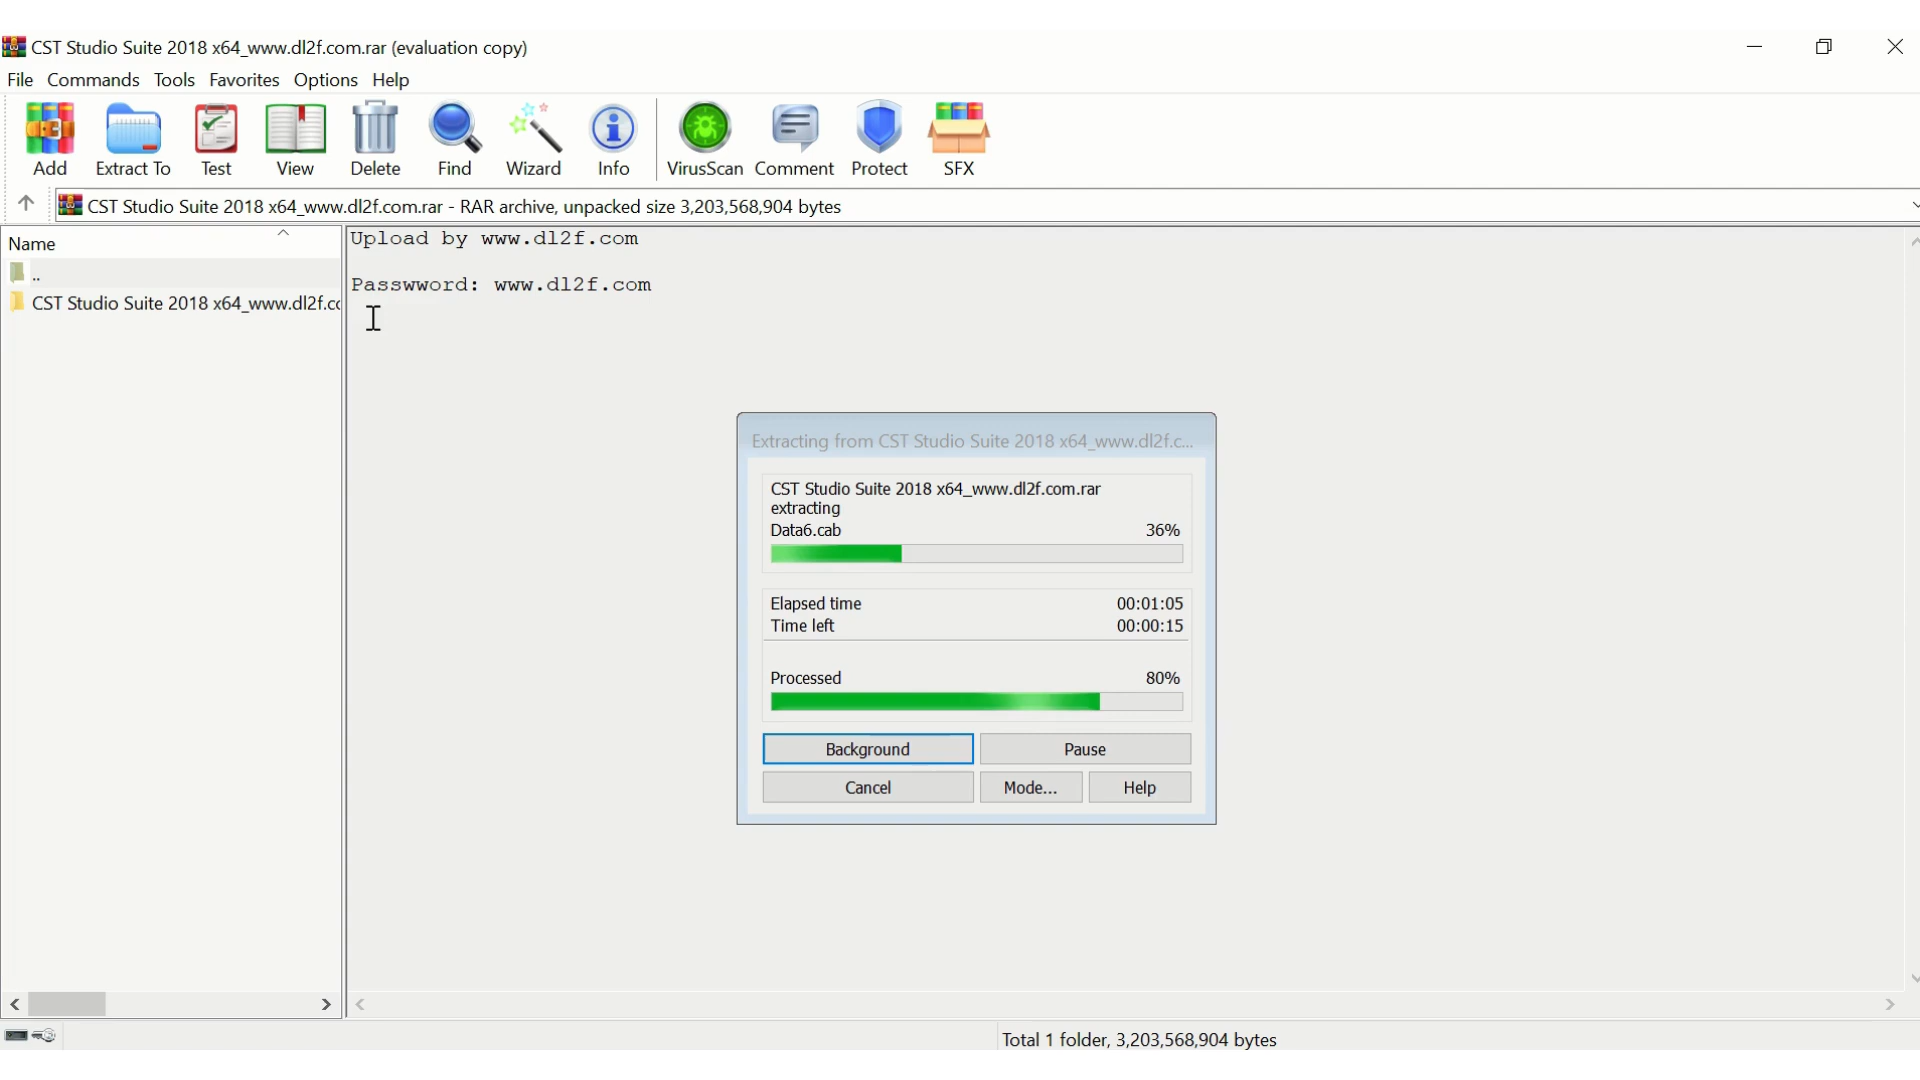 CST Studio Suite 2018 x64_www.dl2f.com.rar (evaluation copy)
File Commands Tools Favorites Options Help
Add Extract To Test View Delete Find Wizard Info VirusScan Comment Protect SFX
CST Studio Suite 2018 x64_www.dl2f.com.rar - RAR archive, unpacked size 3,203,568,904 bytes
Name
..
CST Studio Suite 2018 x64_www.dl2f.co
Upload by www.dl2f.com
Passwword: www.dl2f.com
Extracting from CST Studio Suite 2018 x64_www.dl2f.c...
CST Studio Suite 2018 x64_www.dl2f.com.rar
extracting
Data6.cab 36%
Elapsed time 00:01:05
Time left 00:00:15
Processed 80%
Background Pause
Cancel Mode... Help
Total 1 folder, 3,203,568,904 bytes